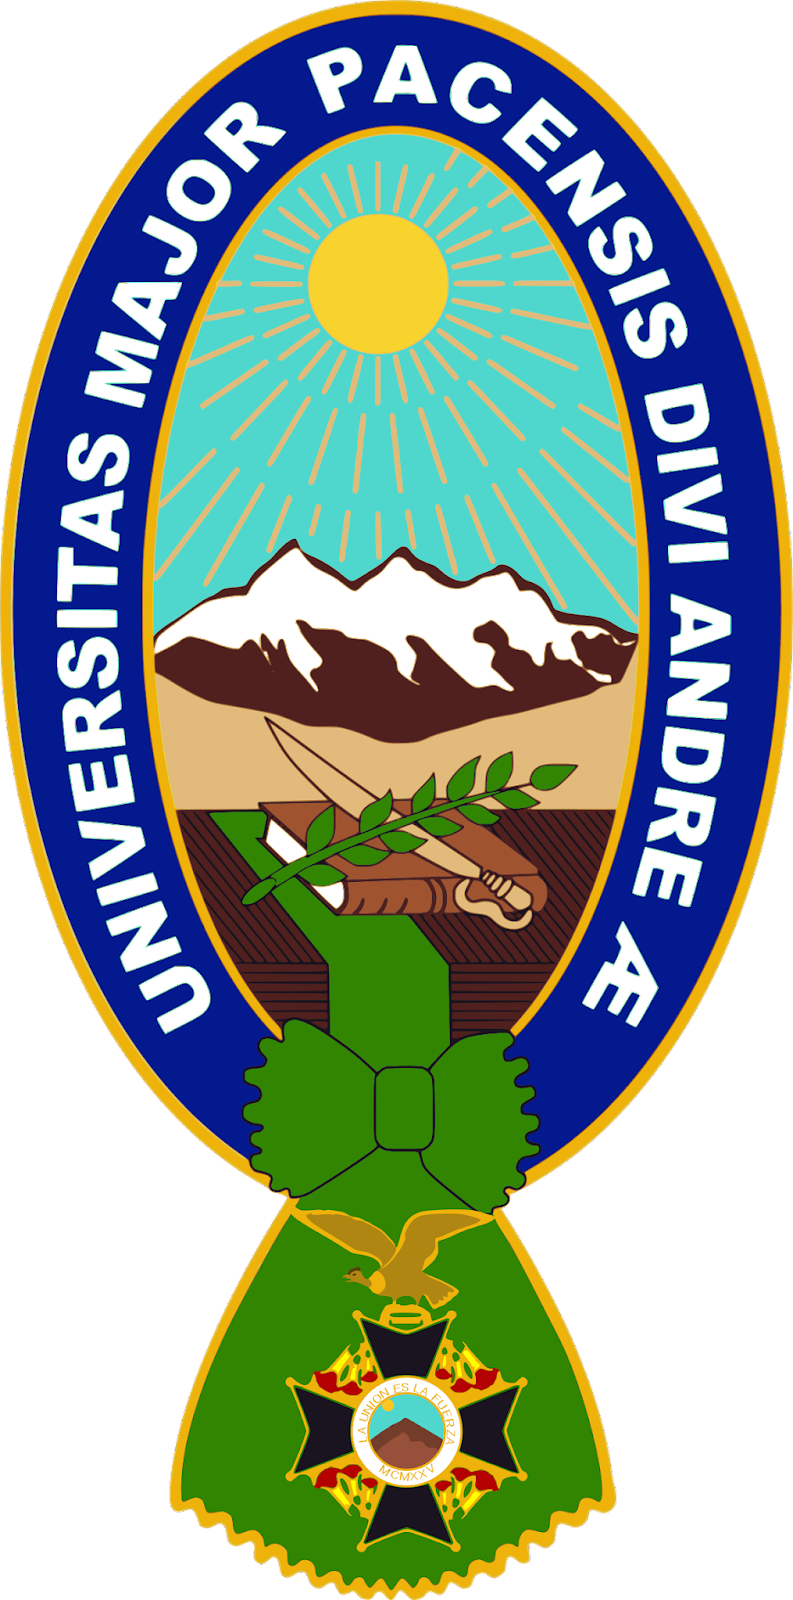 UNIVERSITAS MAJOR PACENSIS DIVI ANDRE Æ
LA UNION ES LA FUERZA
MCMXXV